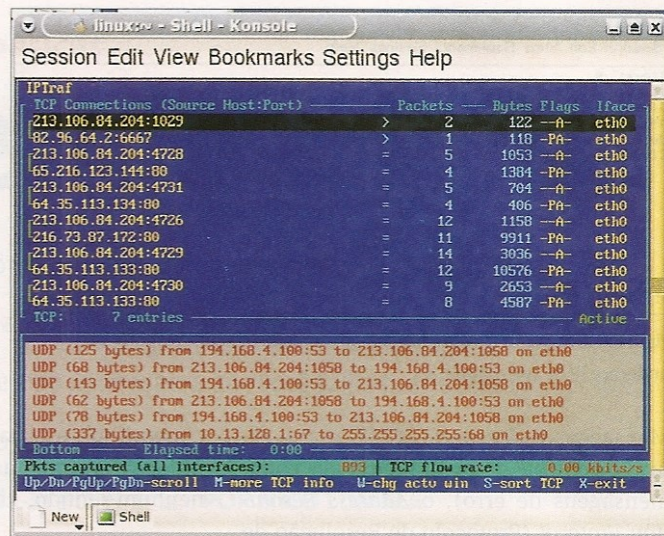 linux:~ - Shell - Konsole
Session Edit View Bookmarks Settings Help
IPTraf
TCP Connections (Source Host:Port) Packets Bytes Flags Iface
213.106.84.204:1029 > 2 122 --A- eth0
82.96.64.2:6667 > 1 118 -PA- eth0
213.106.84.204:4728 = 5 1053 --A- eth0
65.216.123.144:80 = 4 1384 -PA- eth0
213.106.84.204:4731 = 5 704 --A- eth0
64.35.113.134:80 = 4 406 -PA- eth0
213.106.84.204:4726 = 12 1158 --A- eth0
216.73.87.172:80 = 11 9911 -PA- eth0
213.106.84.204:4729 = 14 3036 --A- eth0
64.35.113.133:80 = 12 10576 -PA- eth0
213.106.84.204:4730 = 9 2653 --A- eth0
64.35.113.133:80 = 8 4587 -PA- eth0
TCP: 7 entries Active
UDP (125 bytes) from 194.168.4.100:53 to 213.106.84.204:1058 on eth0
UDP (68 bytes) from 213.106.84.204:1058 to 194.168.4.100:53 on eth0
UDP (143 bytes) from 194.168.4.100:53 to 213.106.84.204:1058 on eth0
UDP (62 bytes) from 213.106.84.204:1058 to 194.168.4.100:53 on eth0
UDP (78 bytes) from 194.168.4.100:53 to 213.106.84.204:1058 on eth0
UDP (337 bytes) from 10.13.128.1:67 to 255.255.255.255:68 on eth0
Bottom Elapsed time: 0:00
Pkts captured (all interfaces): 893 | TCP flow rate: 0.00 kbits/s
Up/Dn/PgUp/PgDn-scroll M-more TCP info W-chg actv win S-sort TCP X-exit
New Shell